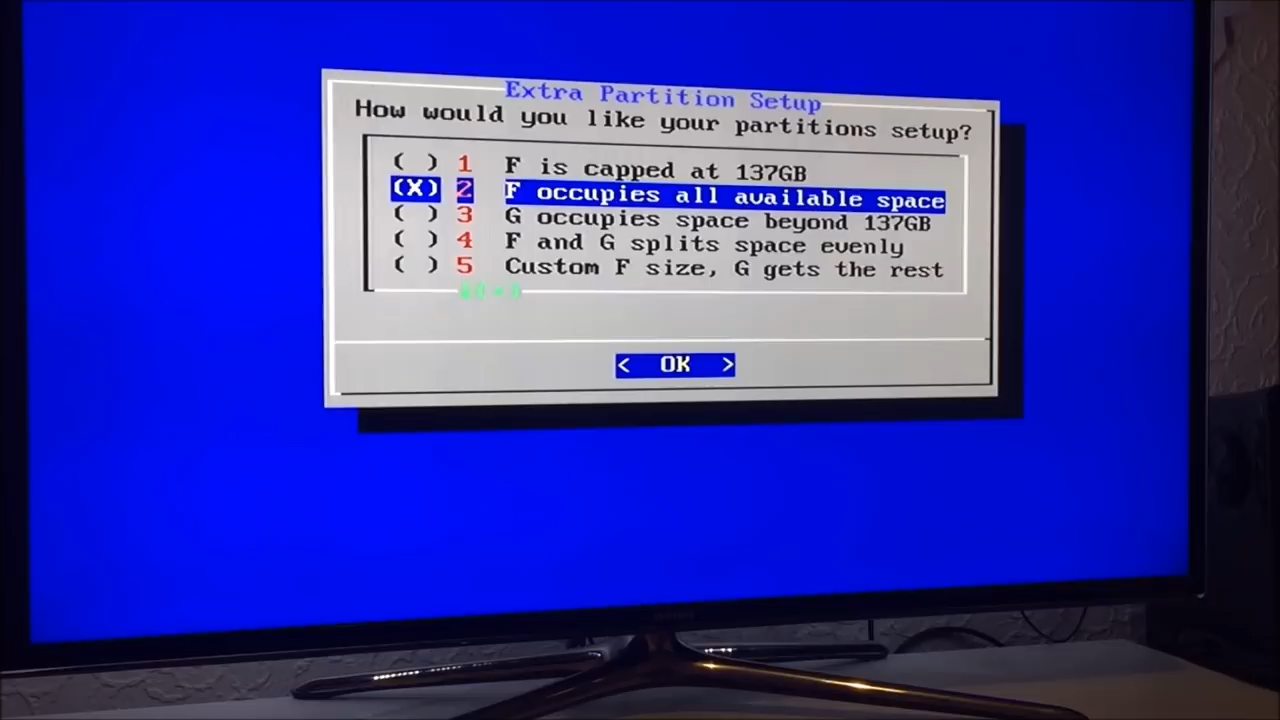 Extra Partition Setup
How would you like your partitions setup?
( ) 1 F is capped at 137GB
(X) 2 F occupies all available space
( ) 3 G occupies space beyond 137GB
( ) 4 F and G splits space evenly
( ) 5 Custom F size, G gets the rest
< OK >